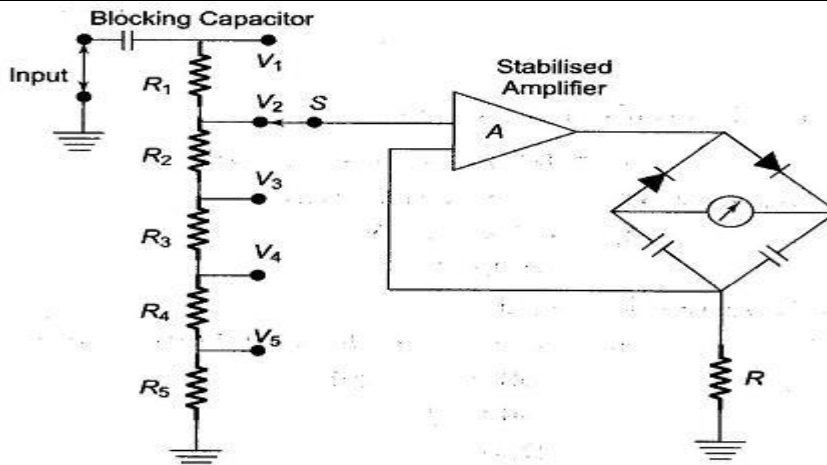 Blocking Capacitor
Input
R1
V1
V2
S
R2
V3
R3
V4
R4
V5
R5
Stabilised
Amplifier
A
R